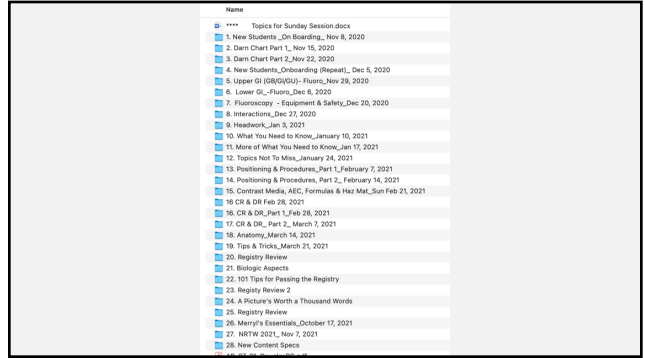 Name
**** Topics for Sunday Session.docx
1. New Students _On Boarding_ Nov 8, 2020
2. Darn Chart Part 1_ Nov 15, 2020
3. Darn Chart Part 2_Nov 22, 2020
4. New Students_Onboarding (Repeat)_ Dec 5, 2020
5. Upper GI (GB/GI/GU)- Fluoro_Nov 29, 2020
6. Lower GI_-Fluoro_Dec 6, 2020
7. Fluoroscopy - Equipment & Safety_Dec 20, 2020
8. Interactions_Dec 27, 2020
9. Headwork_Jan 3, 2021
10. What You Need to Know_January 10, 2021
11. More of What You Need to Know_Jan 17, 2021
12. Topics Not To Miss_January 24, 2021
13. Positioning & Procedures_Part 1_February 7, 2021
14. Positioning & Procedures, Part 2_ February 14, 2021
15. Contrast Media, AEC, Formulas & Haz Mat_Sun Feb 21, 2021
16 CR & DR Feb 28, 2021
16. CR & DR_Part 1_Feb 28, 2021
17. CR & DR_ Part 2_ March 7, 2021
18. Anatomy_March 14, 2021
19. Tips & Tricks_March 21, 2021
20. Registry Review
21. Biologic Aspects
22. 101 Tips for Passing the Registry
23. Registy Review 2
24. A Picture's Worth a Thousand Words
25. Registry Review
26. Merryl's Essentials_October 17, 2021
27. NRTW 2021_ Nov 7, 2021
28. New Content Specs